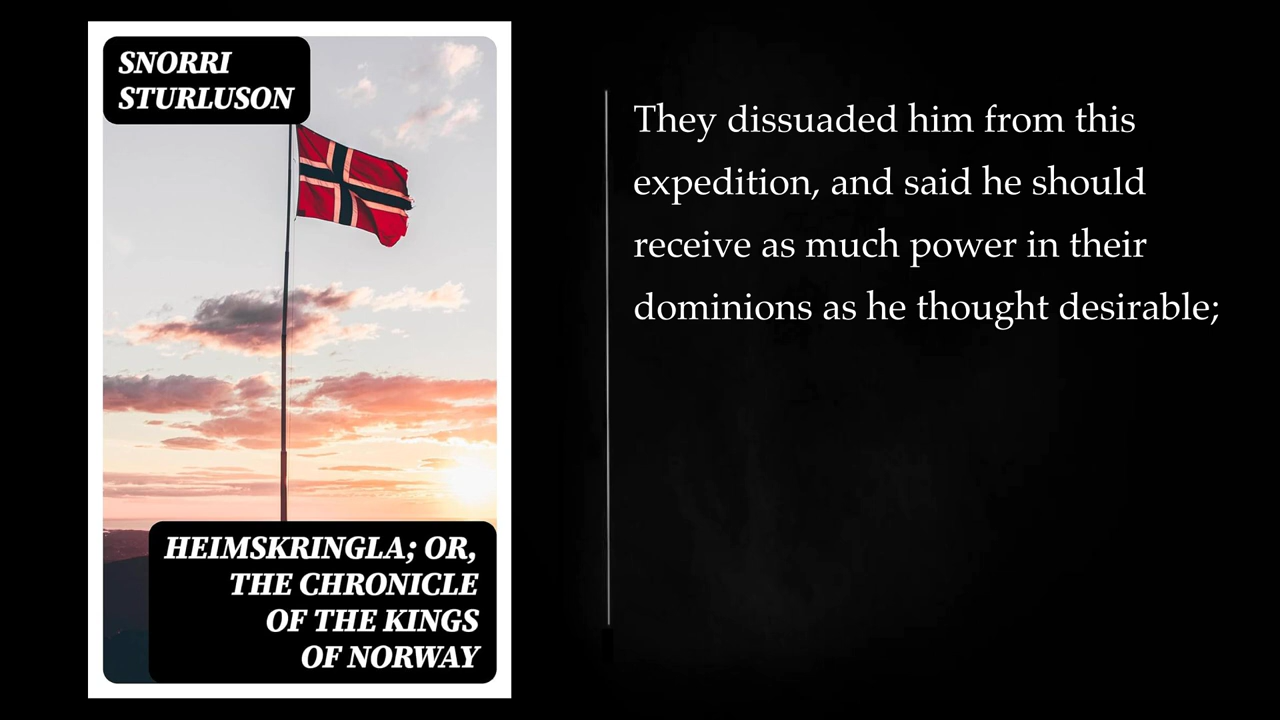 SNORRI
STURLUSON
HEIMSKRINGLA; OR,
THE CHRONICLE
OF THE KINGS
OF NORWAY
They dissuaded him from this
expedition, and said he should
receive as much power in their
dominions as he thought desirable;